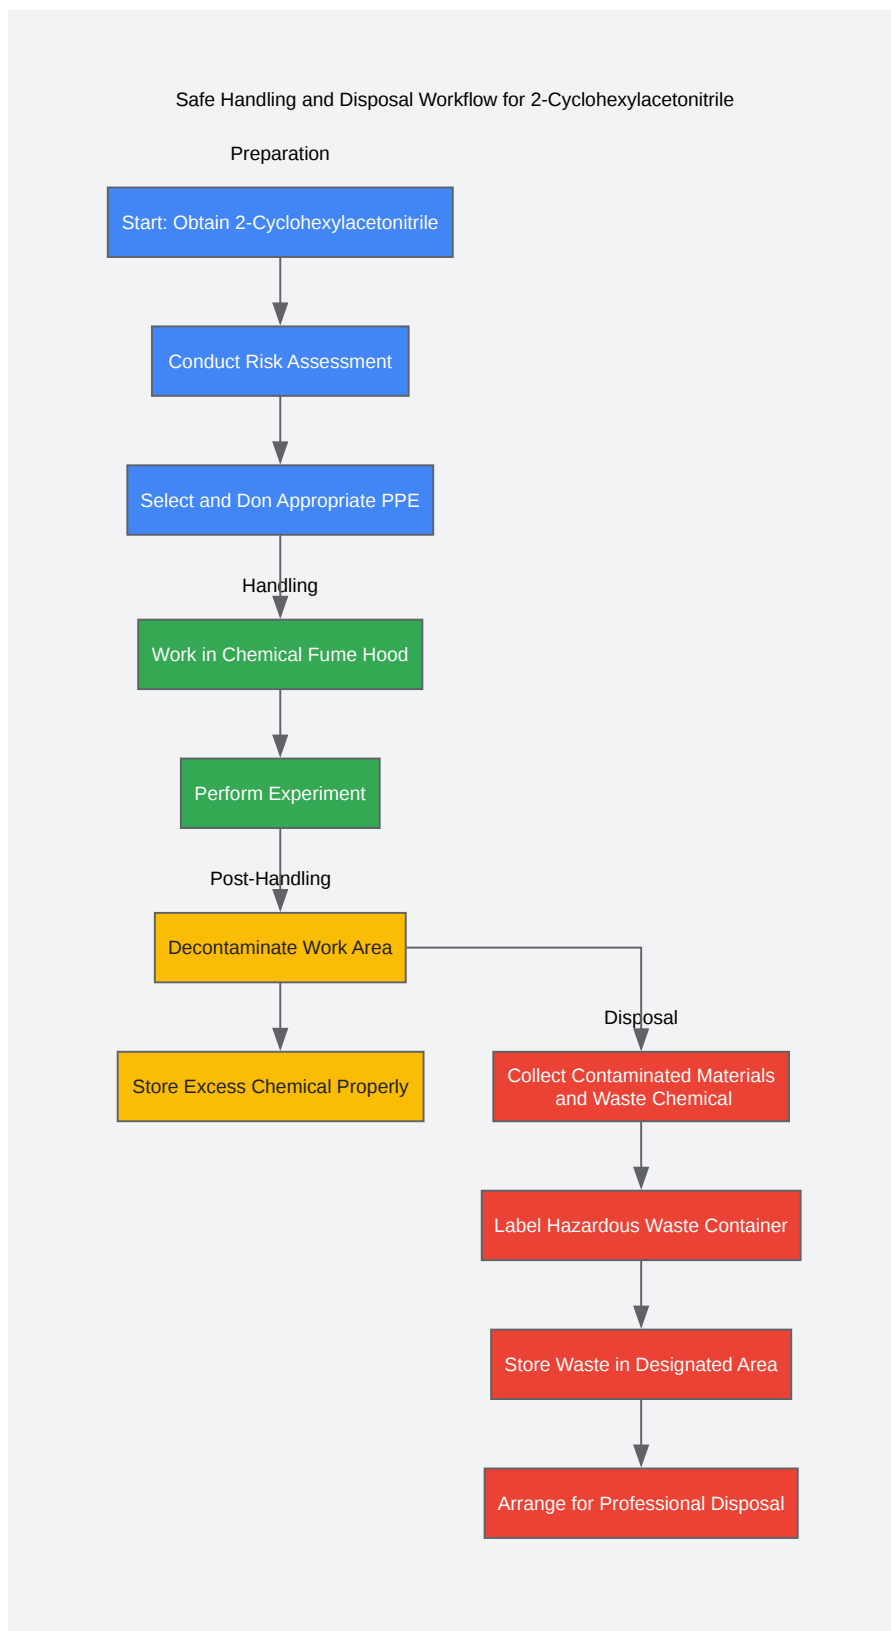 Safe Handling and Disposal Workflow for 2-Cyclohexylacetonitrile
Preparation
Start: Obtain 2-Cyclohexylacetonitrile
Conduct Risk Assessment
Select and Don Appropriate PPE
Handling
Work in Chemical Fume Hood
Perform Experiment
Post-Handling
Decontaminate Work Area
Store Excess Chemical Properly
Disposal
Collect Contaminated Materials
and Waste Chemical
Label Hazardous Waste Container
Store Waste in Designated Area
Arrange for Professional Disposal